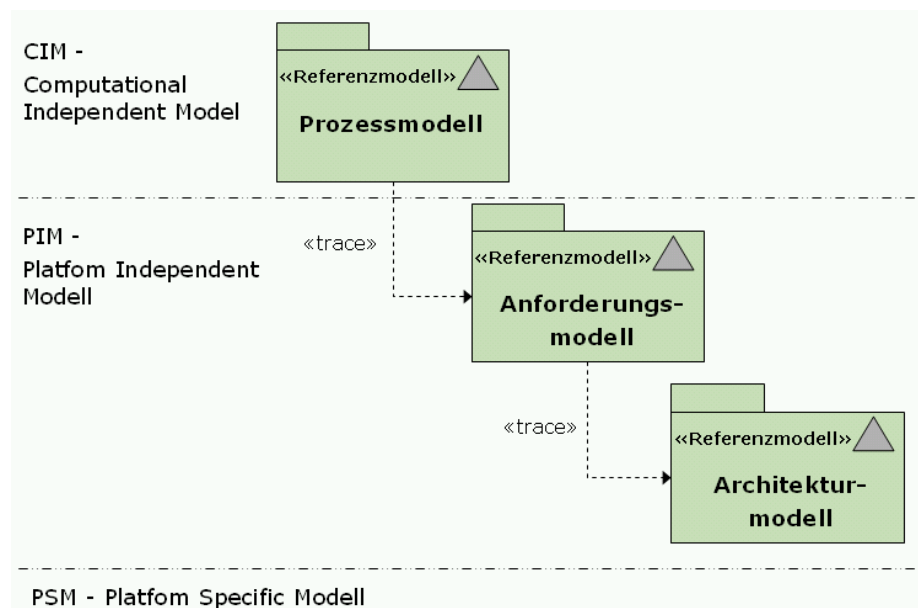 CIM -
Computational
Independent Model
««Referenzmodell»»
Prozessmodell
PIM -
Platfom Independent
Modell
«trace»
««Referenzmodell»»
Anforderungs-
modell
«trace»
««Referenzmodell»»
Architektur-
modell
PSM - Platfom Specific Modell